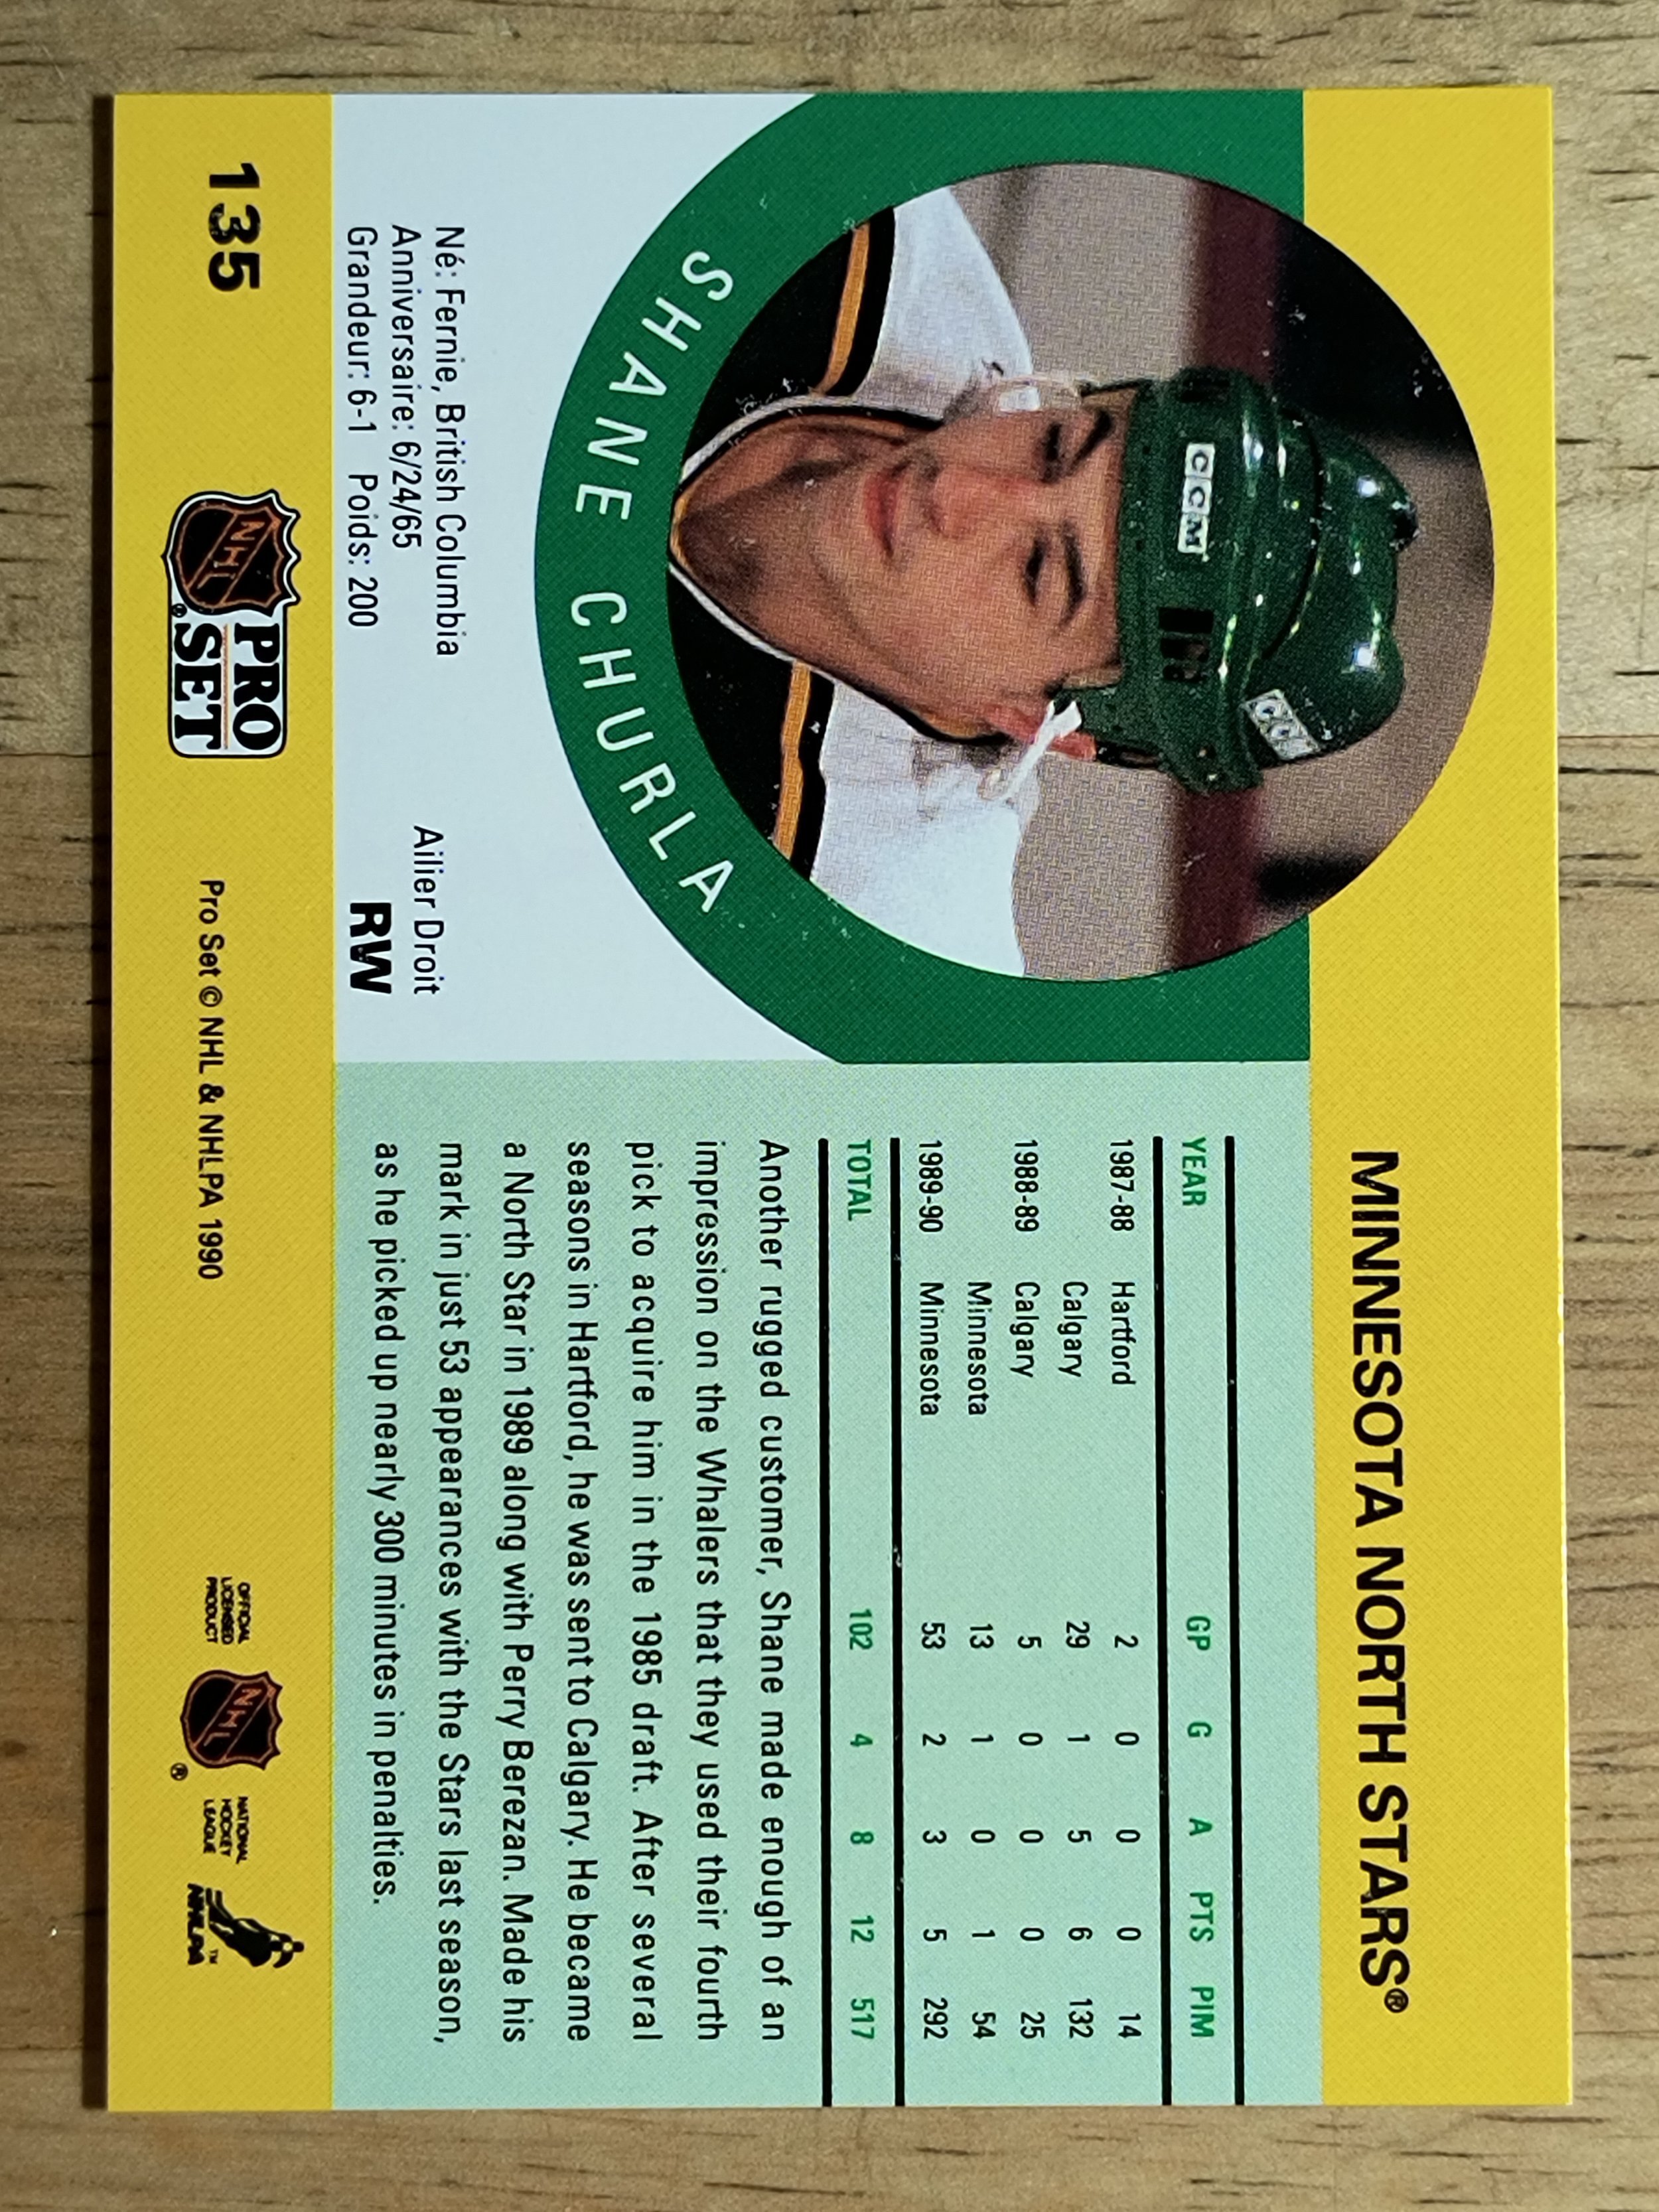 MINNESOTA NORTH STARS®
CCM
SHANE CHURLA
Né: Fernie, British Columbia
Anniversaire: 6/24/65
Grandeur: 6-1 Poids: 200
Ailier Droit
RW
YEAR GP G A PTS PIM
1987-88 Hartford 2 0 0 0 14
Calgary 29 1 5 6 132
1988-89 Calgary 5 0 0 0 25
Minnesota 13 1 0 1 54
1989-90 Minnesota 53 2 3 5 292
TOTAL 102 4 8 12 517
Another rugged customer, Shane made enough of an
impression on the Whalers that they used their fourth
pick to acquire him in the 1985 draft. After several
seasons in Hartford, he was sent to Calgary. He became
a North Star in 1989 along with Perry Berezan. Made his
mark in just 53 appearances with the Stars last season,
as he picked up nearly 300 minutes in penalties.
135
NHL®
PRO
SET
Pro Set © NHL & NHLPA 1990
OFFICIAL
LICENSED
PRODUCT
NHL®
NATIONAL
HOCKEY
LEAGUE
NHLPA™